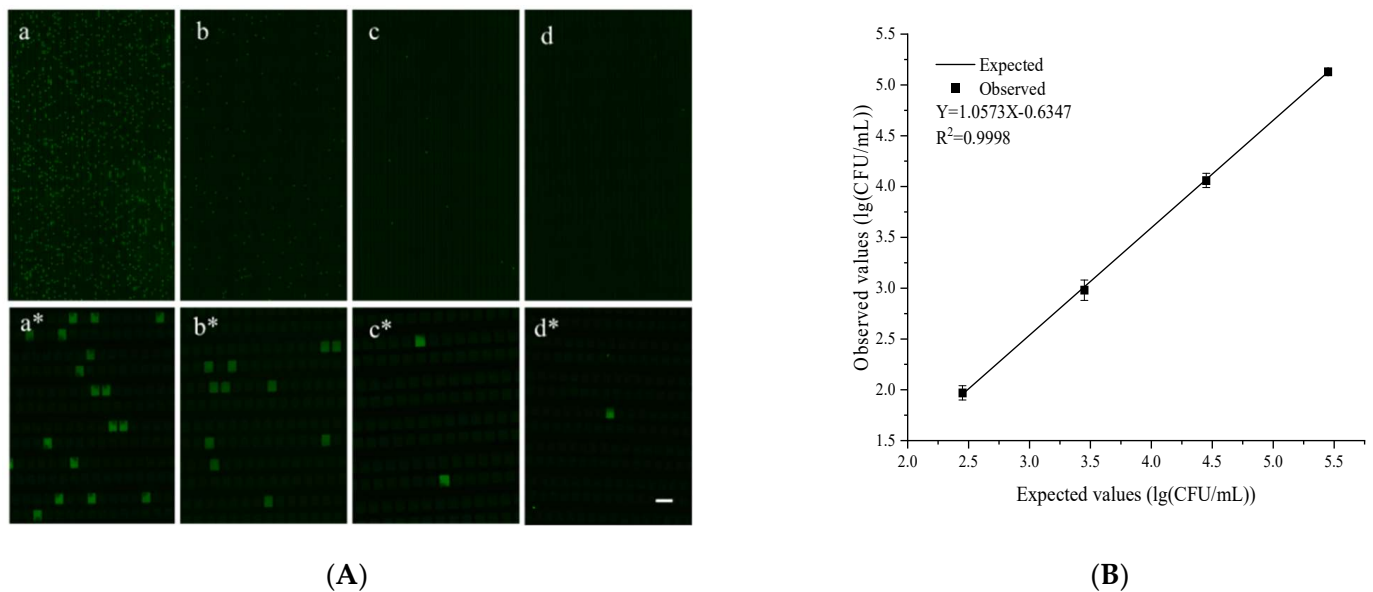 a
b
c
d
a*
b*
c*
d*
(A)
Expected
Observed
Y=1.0573X-0.6347
R²=0.9998
5.5
5.0
4.5
4.0
3.5
3.0
2.5
2.0
1.5
2.0 2.5 3.0 3.5 4.0 4.5 5.0 5.5
Observed values (lg(CFU/mL))
Expected values (lg(CFU/mL))
(B)